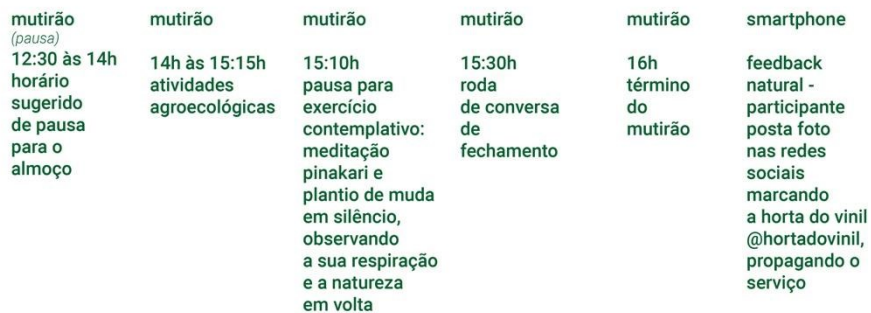 mutirão
(pausa)
12:30 às 14h
horário
sugerido
de pausa
para o
almoço
mutirão
14h às 15:15h
atividades
agroecológicas
mutirão
15:10h
pausa para
exercício
contemplativo:
meditação
pinakari e
plantio de muda
em silêncio,
observando
a sua respiração
e a natureza
em volta
mutirão
15:30h
roda
de conversa
de
fechamento
mutirão
16h
término
do
mutirão
smartphone
feedback
natural -
participante
posta foto
nas redes
sociais
marcando
a horta do vinil
@hortadovinil,
propagando o
serviço